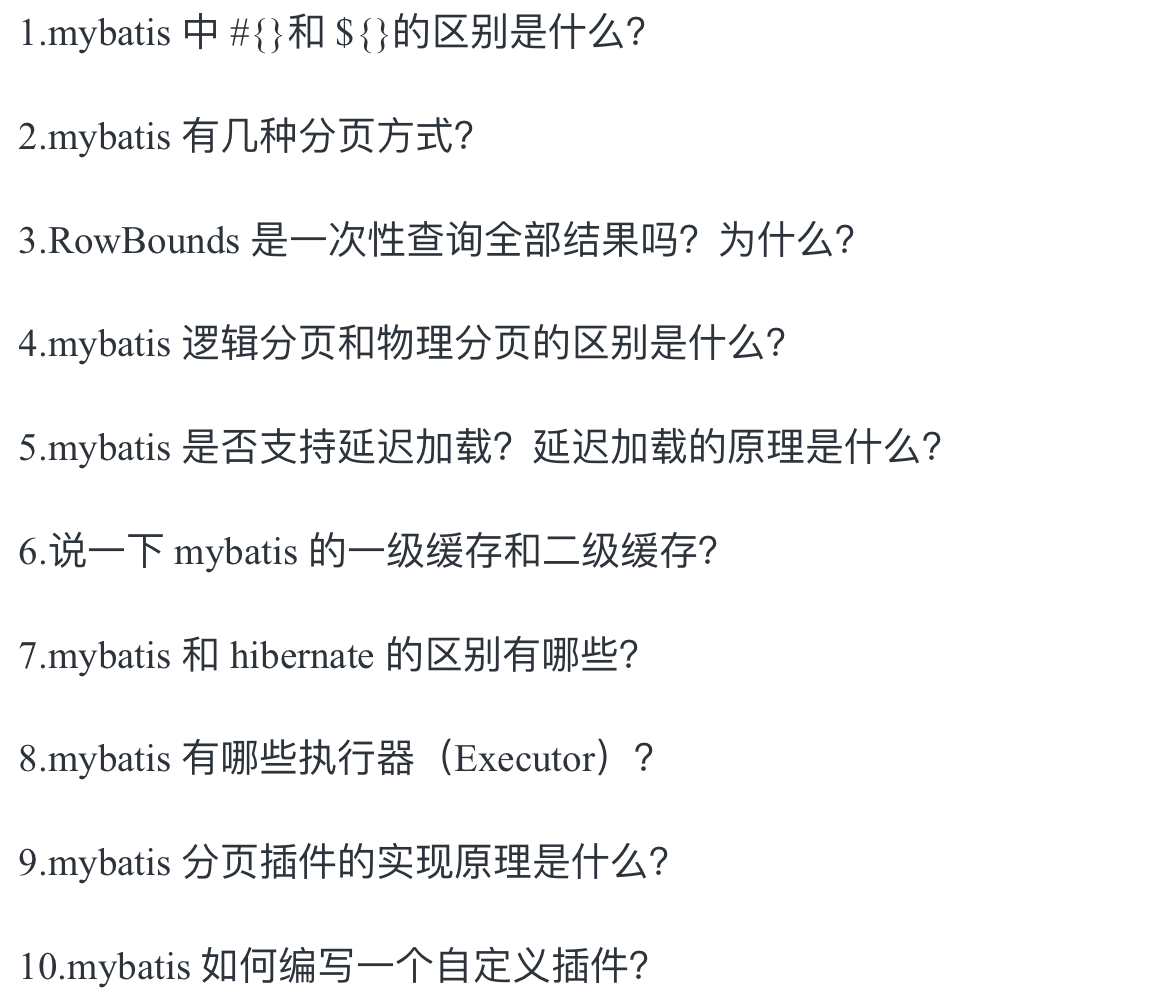 1.mybatis 中 #{}和 ${}的区别是什么？
2.mybatis 有几种分页方式？
3.RowBounds 是一次性查询全部结果吗？为什么？
4.mybatis 逻辑分页和物理分页的区别是什么？
5.mybatis 是否支持延迟加载？延迟加载的原理是什么？
6.说一下 mybatis 的一级缓存和二级缓存？
7.mybatis 和 hibernate 的区别有哪些？
8.mybatis 有哪些执行器（Executor）？
9.mybatis 分页插件的实现原理是什么？
10.mybatis 如何编写一个自定义插件？